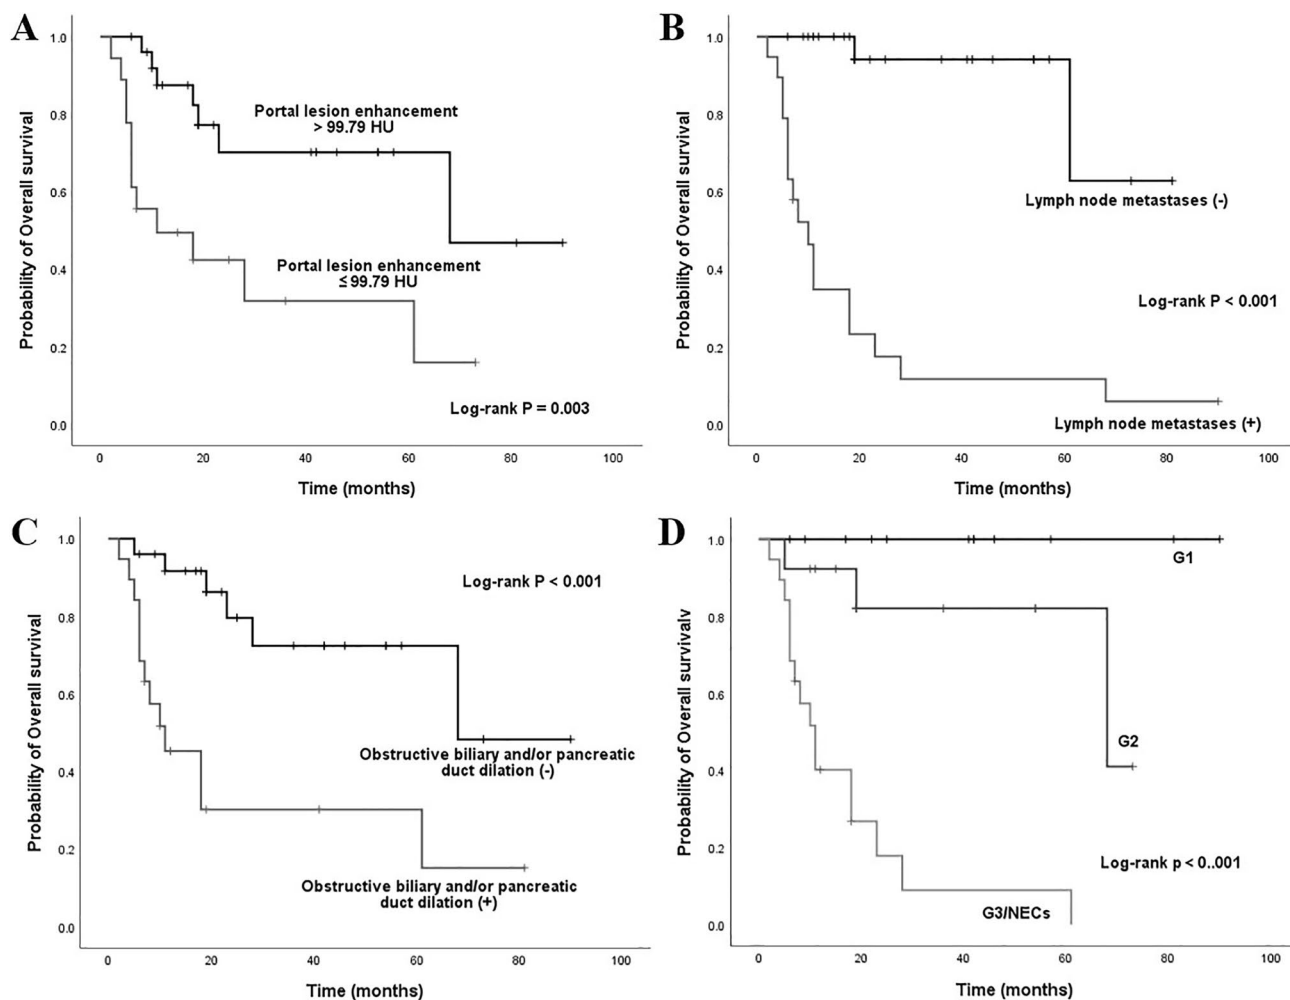 A
Probability of Overall survival
1.0
0.8
0.6
0.4
0.2
0.0
Portal lesion enhancement
> 99.79 HU
Portal lesion enhancement
≤ 99.79 HU
Log-rank P = 0.003
0 20 40 60 80 100
Time (months)
B
Probability of Overall survival
1.0
0.8
0.6
0.4
0.2
0.0
Lymph node metastases (-)
Log-rank P < 0.001
Lymph node metastases (+)
0 20 40 60 80 100
Time (months)
C
Probability of Overall survival
1.0
0.8
0.6
0.4
0.2
0.0
Log-rank P < 0.001
Obstructive biliary and/or pancreatic
duct dilation (-)
Obstructive biliary and/or pancreatic
duct dilation (+)
0 20 40 60 80 100
Time (months)
D
Probability of Overall survivalv
1.0
0.8
0.6
0.4
0.2
0.0
G1
G2
Log-rank p < 0..001
G3/NECs
0 20 40 60 80 100
Time (months)